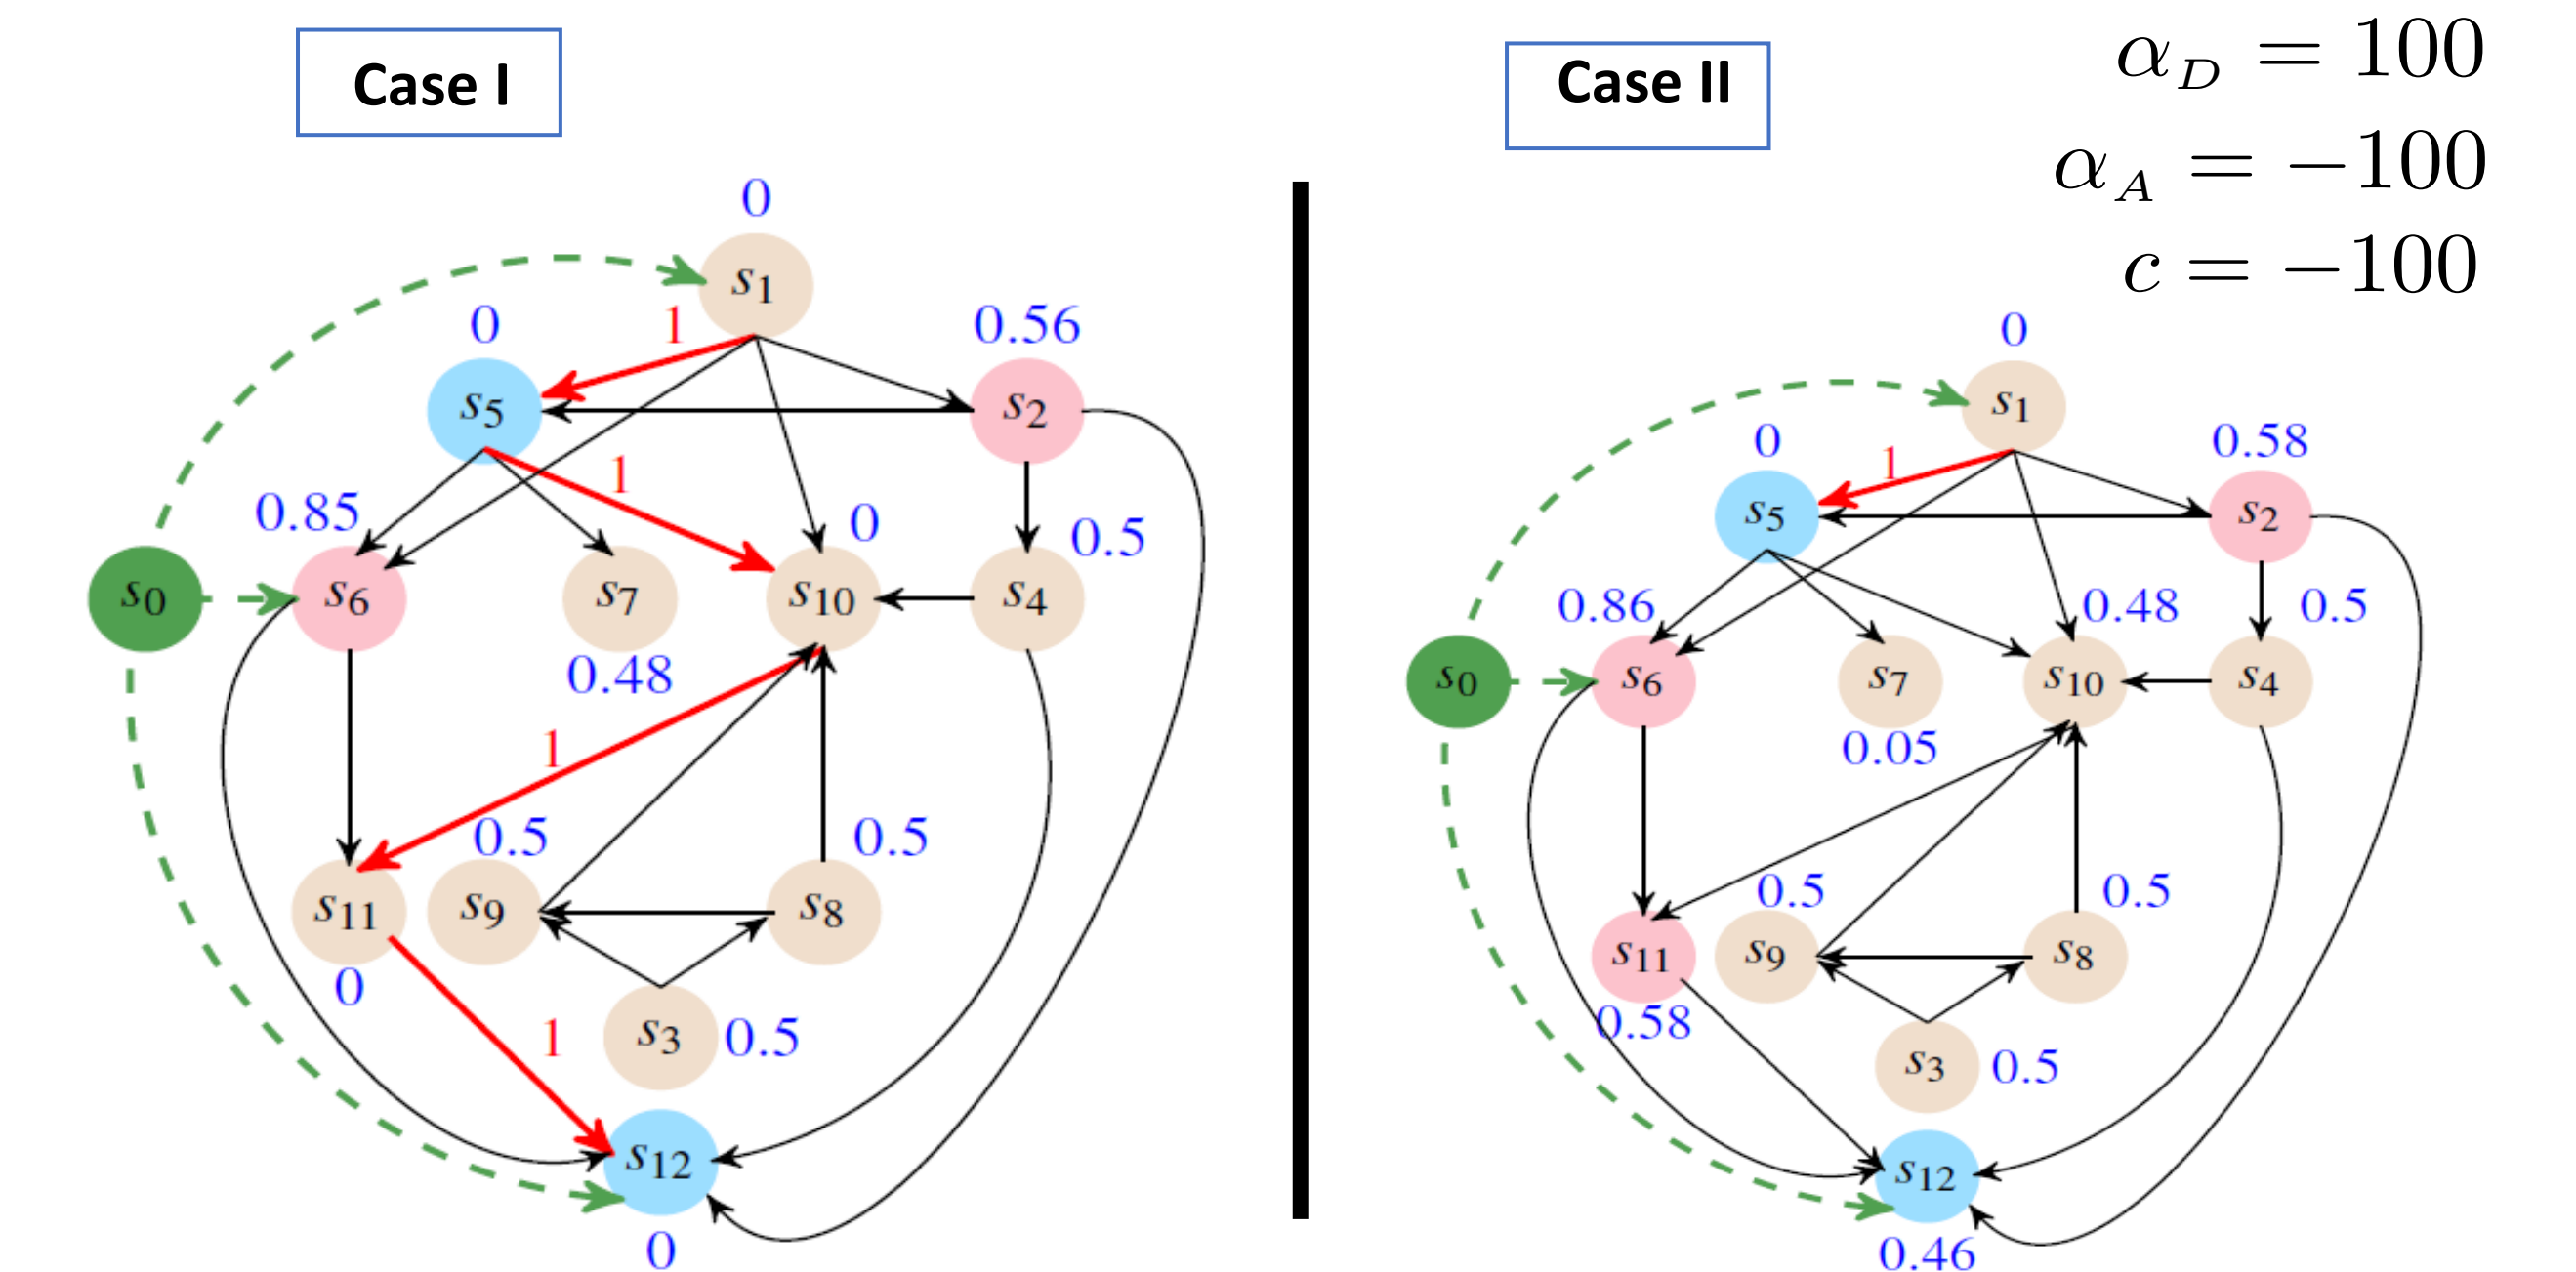 Case I
Case II
α_D = 100
α_A = −100
c = −100
0
s1
0
1
0.56
s5
s2
1
0.85
0
0.5
s0
s6
s7
s10
s4
0.48
1
0.5
0.5
s11
s9
s8
0
s3
0.5
1
s12
0
0
s1
0
1
0.58
s5
s2
0.86
0.48
0.5
s0
s6
s7
s10
s4
0.05
0.5
0.5
s11
s9
s8
0.58
s3
0.5
s12
0.46